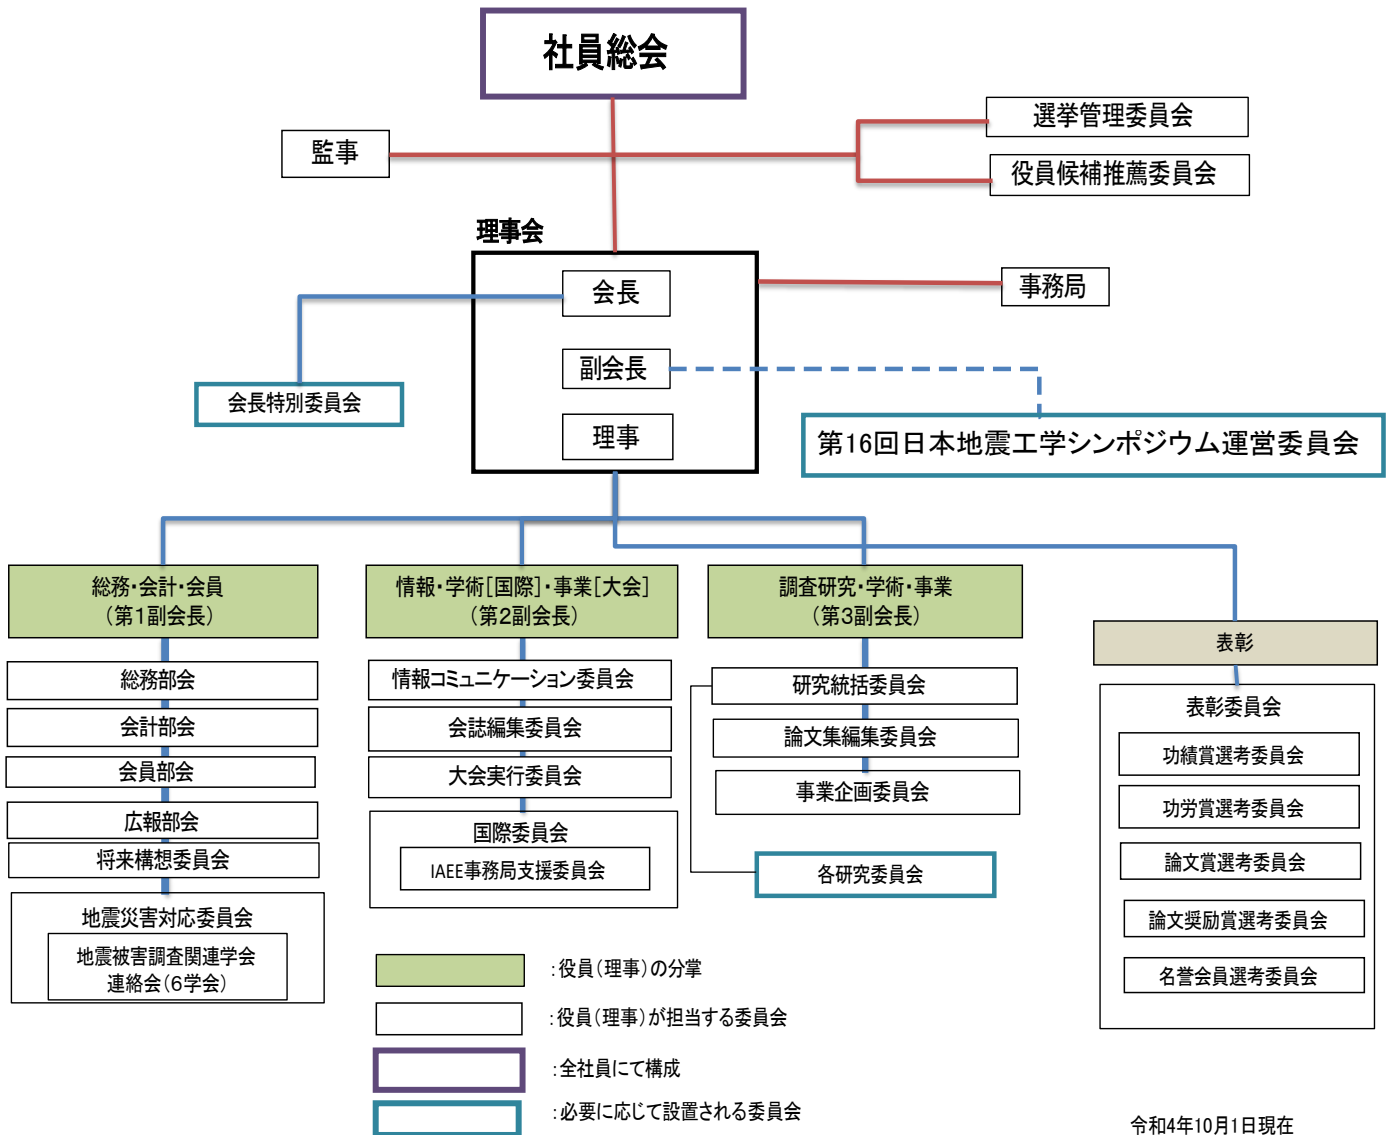 社員総会
選挙管理委員会
監事
役員候補推薦委員会
理事会
会長
事務局
副会長
会長特別委員会
理事
第16回日本地震工学シンポジウム運営委員会
総務・会計・会員
(第1副会長)
総務部会
会計部会
会員部会
広報部会
将来構想委員会
地震災害対応委員会
地震被害調査関連学会
連絡会(6学会)
情報・学術[国際]・事業[大会]
(第2副会長)
情報コミュニケーション委員会
会誌編集委員会
大会実行委員会
国際委員会
IAEE事務局支援委員会
調査研究・学術・事業
(第3副会長)
研究統括委員会
論文集編集委員会
事業企画委員会
各研究委員会
表彰
表彰委員会
功績賞選考委員会
功労賞選考委員会
論文賞選考委員会
論文奨励賞選考委員会
名誉会員選考委員会
:役員(理事)の分掌
:役員(理事)が担当する委員会
:全社員にて構成
:必要に応じて設置される委員会
令和4年10月1日現在